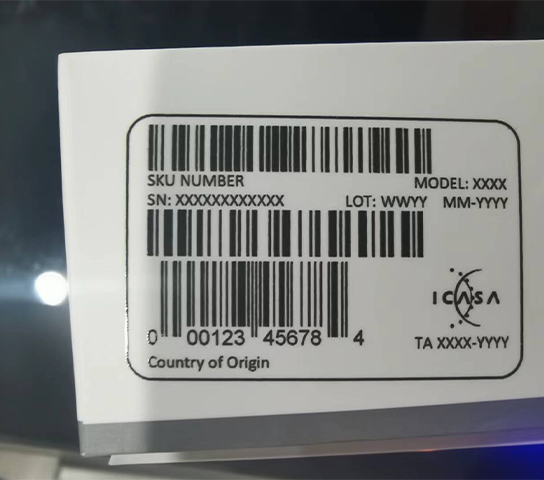 SKU NUMBER
MODEL: XXXX
SN: XXXXXXXXXXXX
LOT: WWYY MM-YYYY
ICASA
0 00123 45678 4
TA XXXX-YYYY
Country of Origin